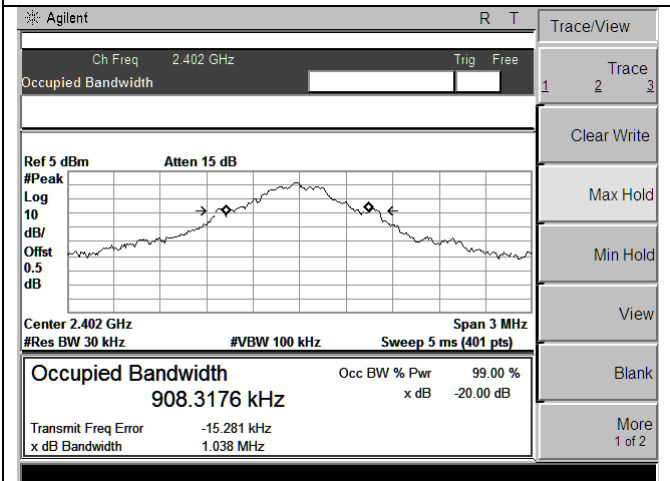 Agilent R T
Ch Freq 2.402 GHz Trig Free
Occupied Bandwidth
Ref 5 dBm Atten 15 dB
#Peak
Log
10
dB/
Offst
0.5
dB
Center 2.402 GHz Span 3 MHz
#Res BW 30 kHz #VBW 100 kHz Sweep 5 ms (401 pts)
Occupied Bandwidth
908.3176 kHz
Occ BW % Pwr 99.00 %
x dB -20.00 dB
Transmit Freq Error -15.281 kHz
x dB Bandwidth 1.038 MHz
Trace/View
Trace
1 2 3
Clear Write
Max Hold
Min Hold
View
Blank
More
1 of 2